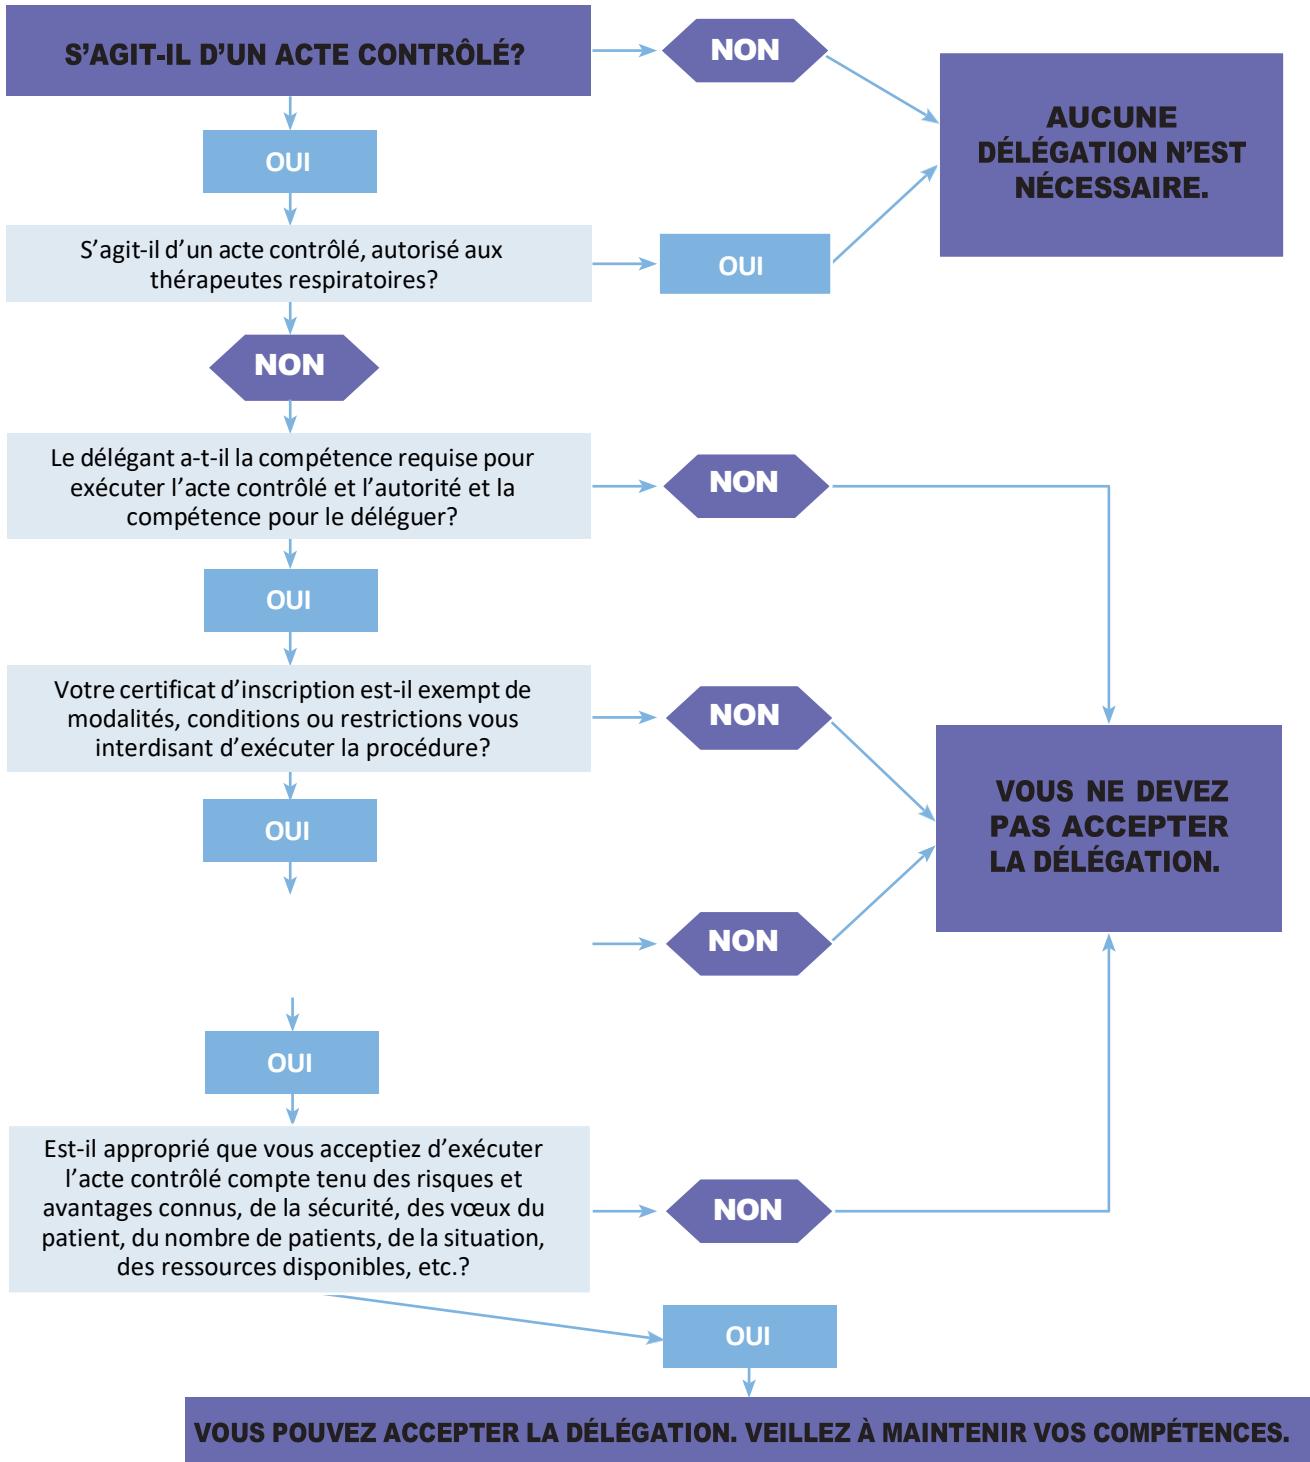 S’AGIT-IL D’UN ACTE CONTRÔLÉ?
NON
AUCUNE
DÉLÉGATION N’EST
NÉCESSAIRE.
OUI
S’agit-il d’un acte contrôlé, autorisé aux
thérapeutes respiratoires?
OUI
NON
Le délégant a-t-il la compétence requise pour
exécuter l’acte contrôlé et l’autorité et la
compétence pour le déléguer?
NON
OUI
Votre certificat d’inscription est-il exempt de
modalités, conditions ou restrictions vous
interdisant d’exécuter la procédure?
NON
VOUS NE DEVEZ
PAS ACCEPTER
LA DÉLÉGATION.
OUI
NON
OUI
Est-il approprié que vous acceptiez d’exécuter
l’acte contrôlé compte tenu des risques et
avantages connus, de la sécurité, des vœux du
patient, du nombre de patients, de la situation,
des ressources disponibles, etc.?
NON
OUI
VOUS POUVEZ ACCEPTER LA DÉLÉGATION. VEILLEZ À MAINTENIR VOS COMPÉTENCES.